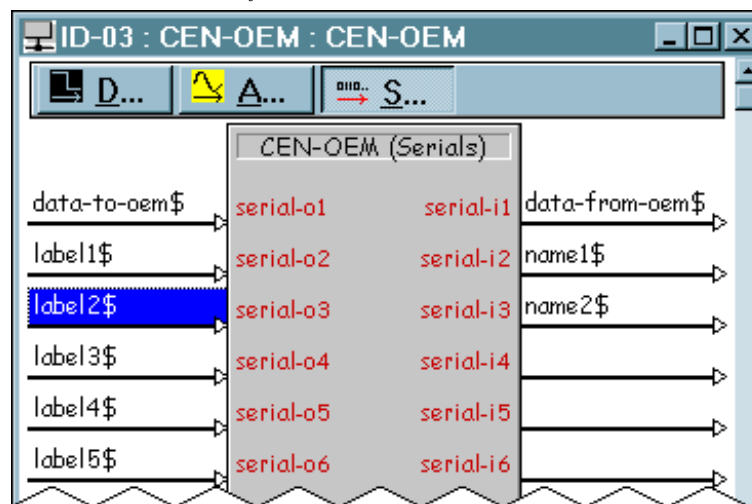 ID-03 : CEN-OEM : CEN-OEM
D... A... S...
CEN-OEM (Serials)
data-to-oem$ serial-o1 serial-i1 data-from-oem$
label1$ serial-o2 serial-i2 name1$
label2$ serial-o3 serial-i3 name2$
label3$ serial-o4 serial-i4
label4$ serial-o5 serial-i5
label5$ serial-o6 serial-i6